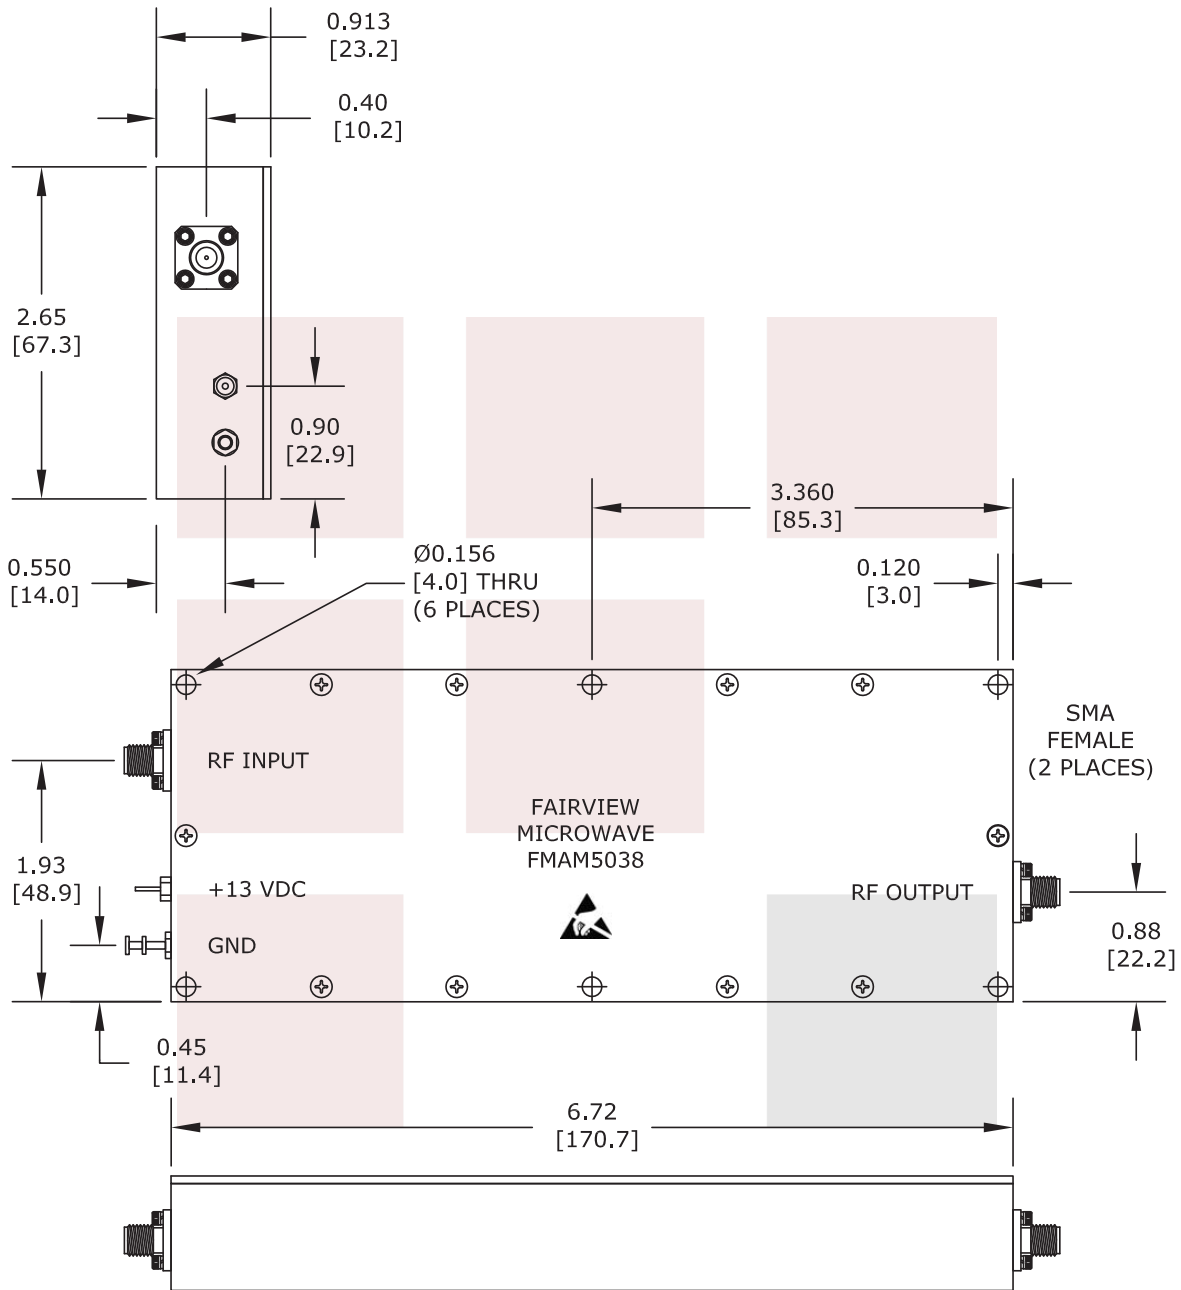 0.913
[23.2]
0.40
[10.2]
2.65
[67.3]
0.90
[22.9]
3.360
[85.3]
0.550
[14.0]
Ø0.156
[4.0] THRU
(6 PLACES)
0.120
[3.0]
SMA
FEMALE
(2 PLACES)
RF INPUT
FAIRVIEW
MICROWAVE
FMAM5038
1.93
[48.9]
+13 VDC
RF OUTPUT
GND
0.88
[22.2]
0.45
[11.4]
6.72
[170.7]